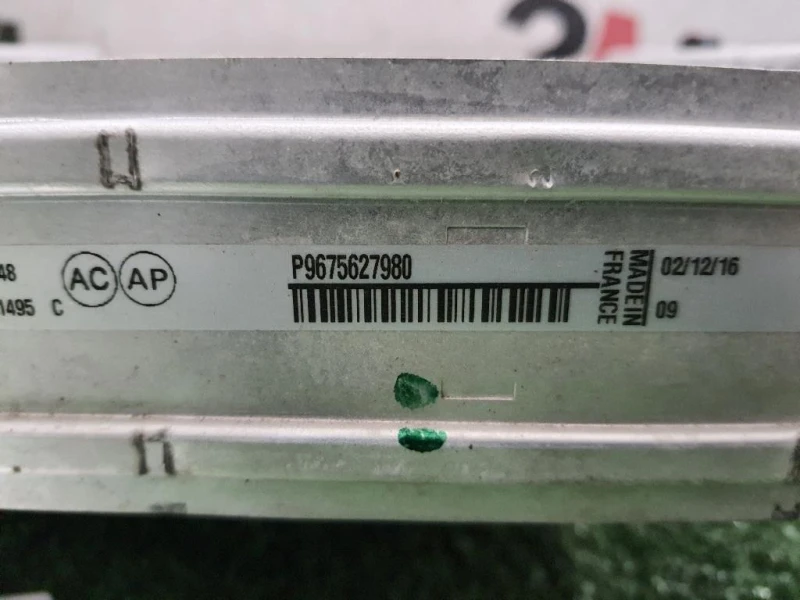 48
1495 C
AC AP
P9675627980
MADE IN
FRANCE
02/12/16
09